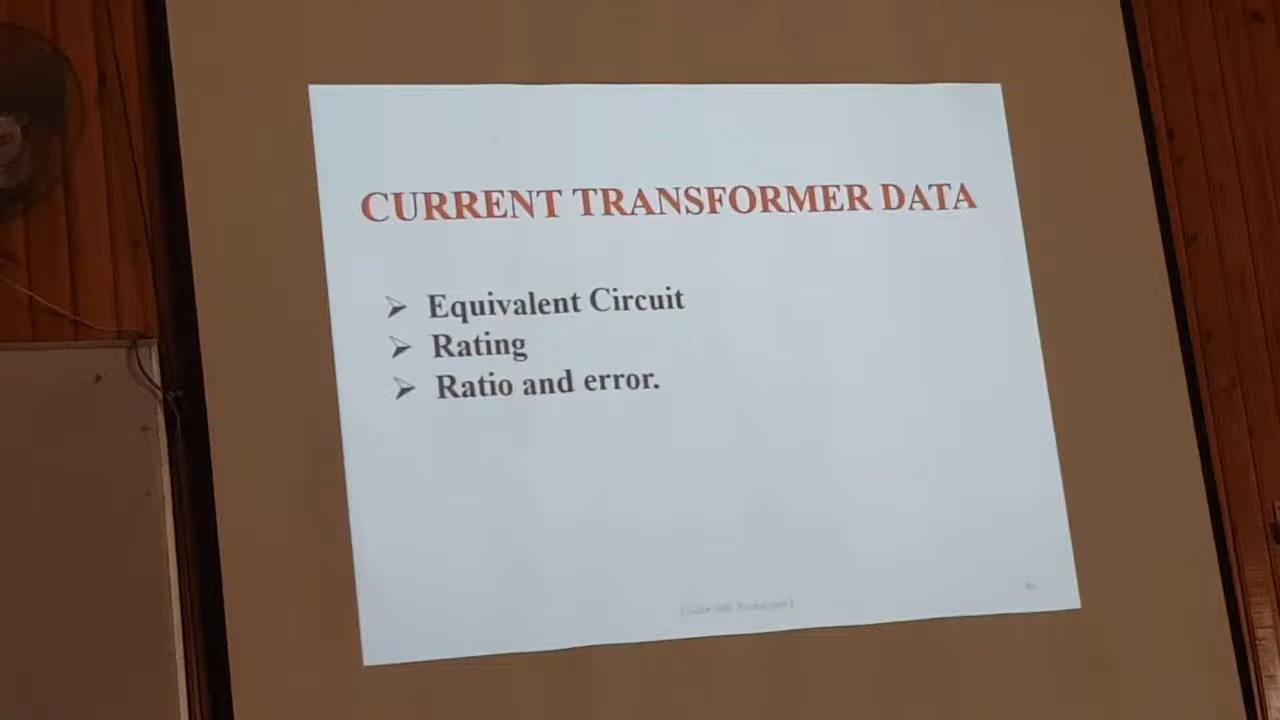 CURRENT TRANSFORMER DATA
Equivalent Circuit
Rating
Ratio and error.